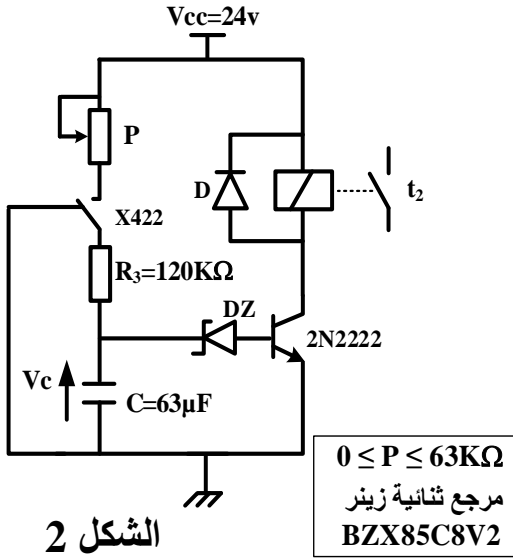 Vcc=24v
P
D
t₂
X422
R₃=120KΩ
DZ
2N2222
Vc
C=63µF
0 ≤ P ≤ 63KΩ
مرجع ثنائية زينر
BZX85C8V2
الشكل 2